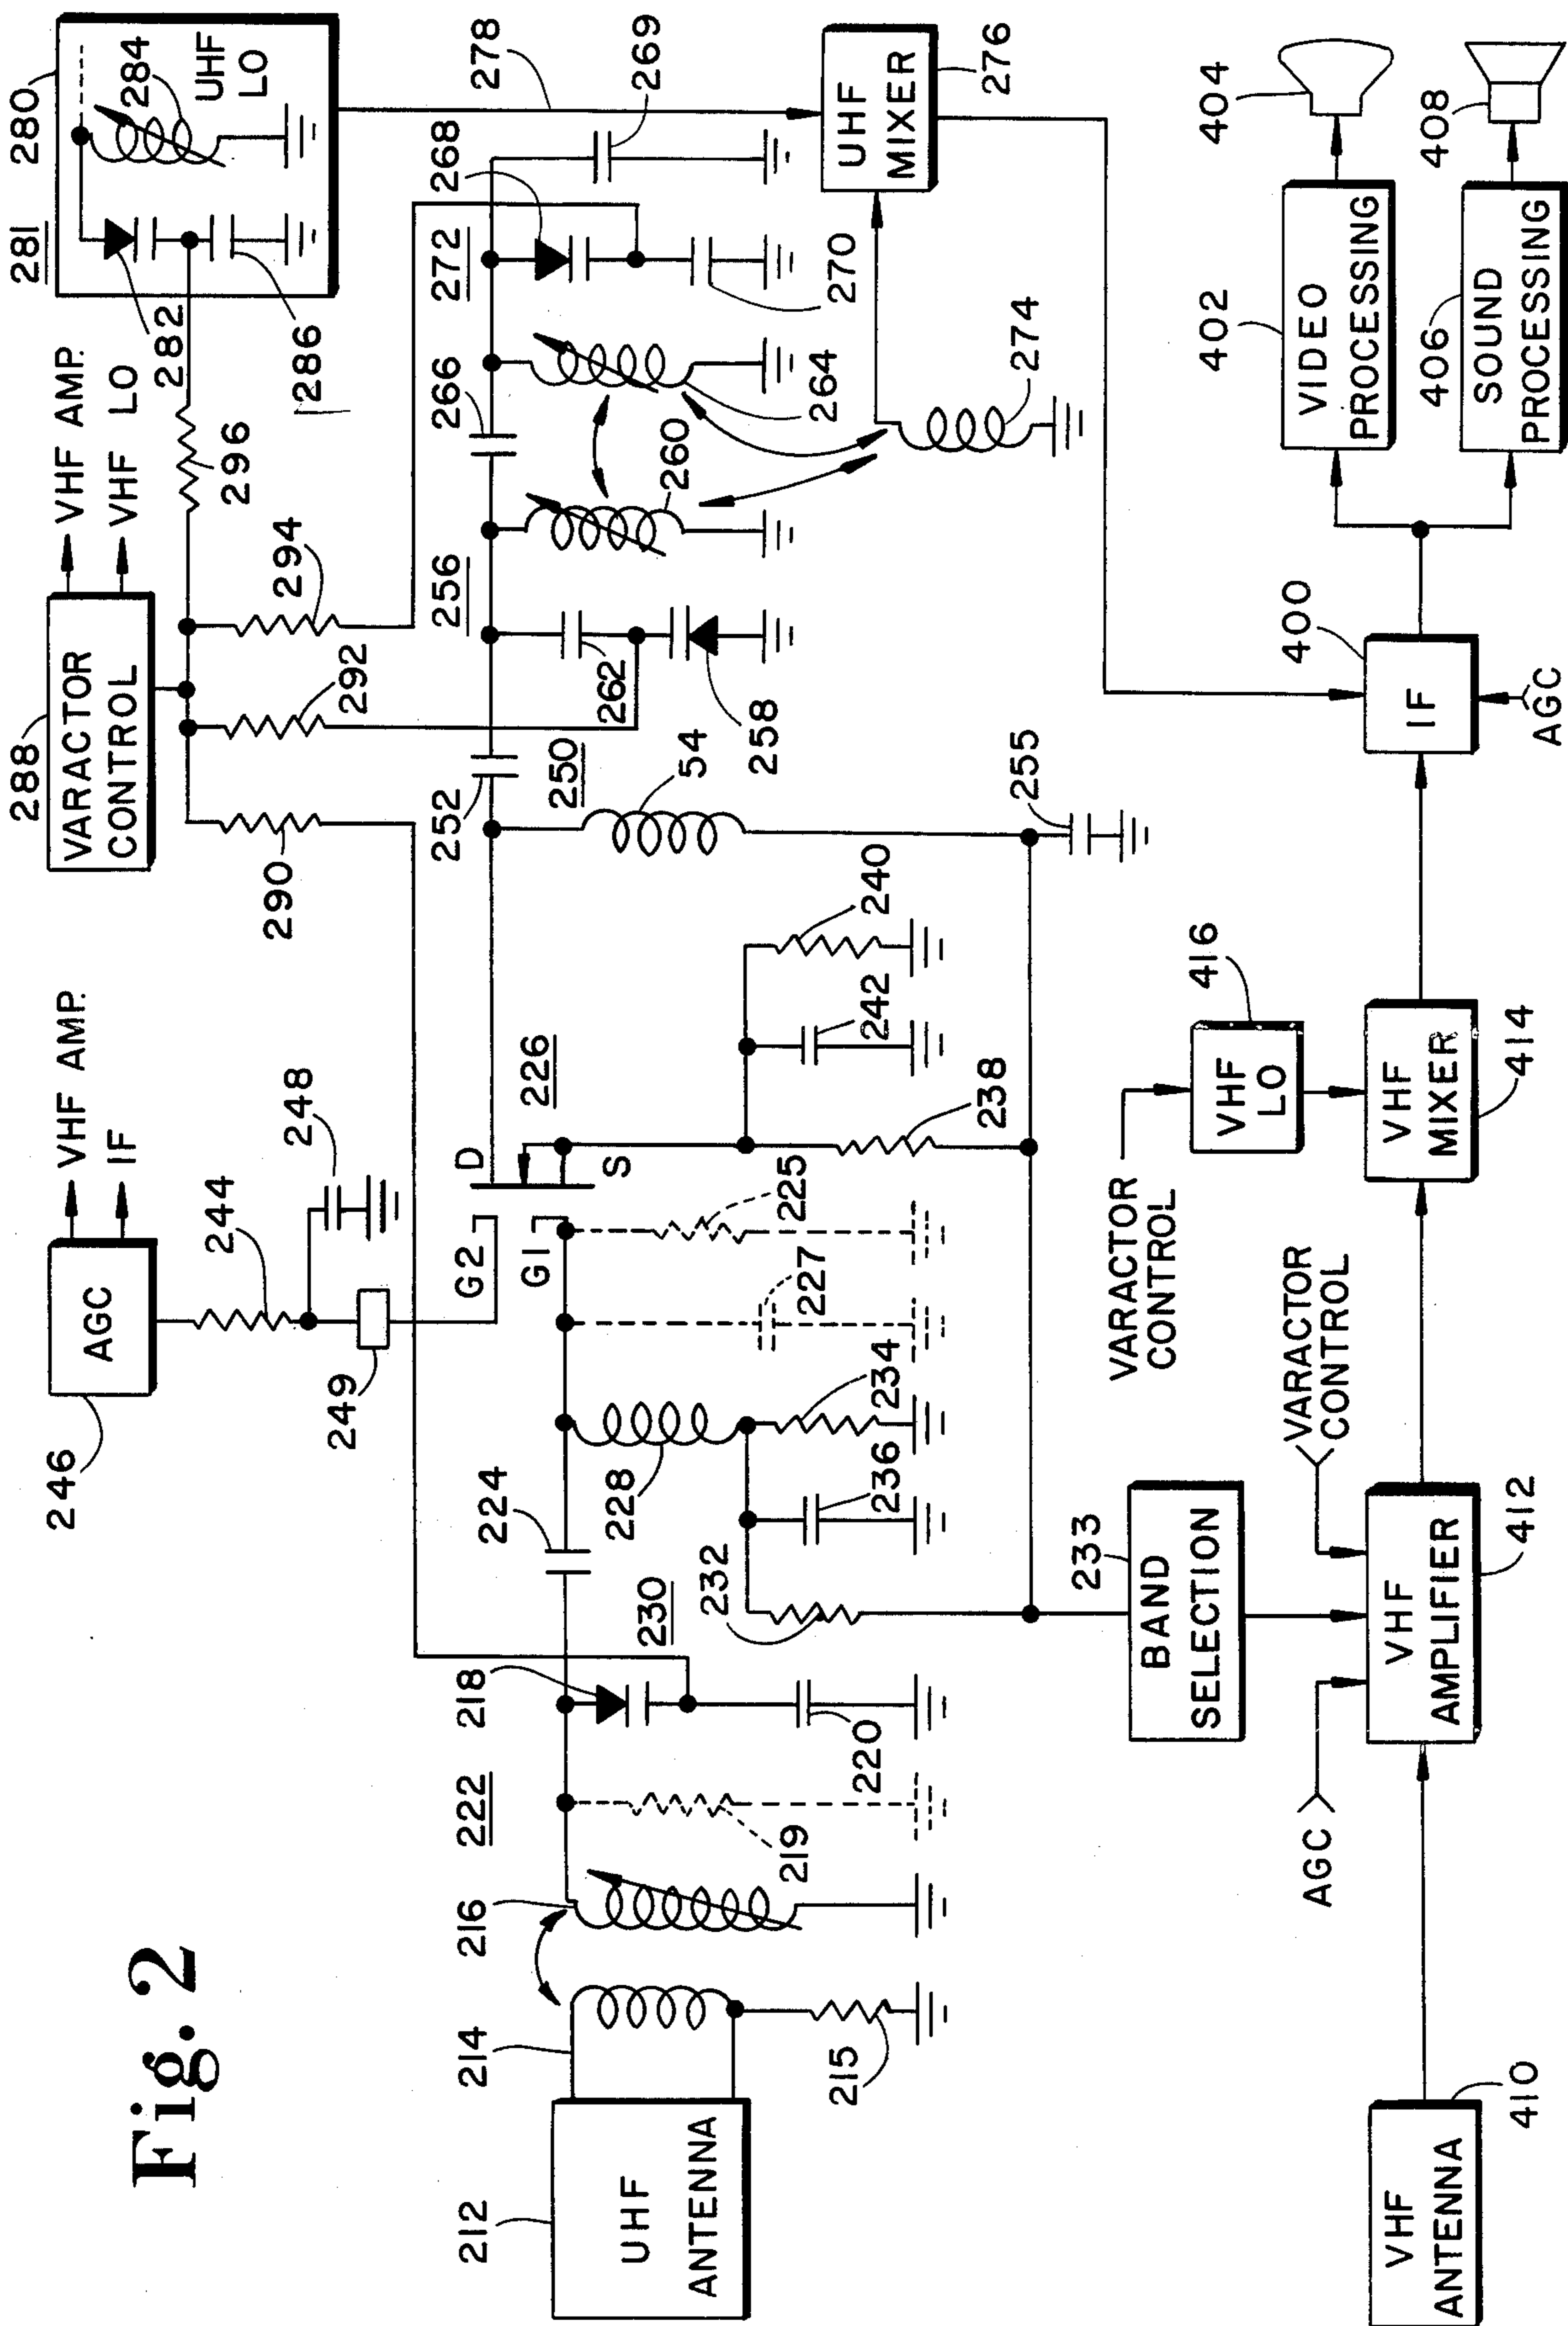 Fig. 2
246
AGC
VHF AMP.
IF
244
248
249
288
VARACTOR
CONTROL
VHF AMP.
VHF LO
290
292
294
296
280
281
282
284
286
UHF
LO
278
212
UHF
ANTENNA
214
215
216
222
219
218
220
230
224
228
232
236
234
227
225
G2
G1
D
S
226
238
242
240
252
250
54
255
256
262
258
260
266
264
272
268
269
270
274
UHF
MIXER
276
233
BAND
SELECTION
VHF
ANTENNA
410
AGC
VHF
AMPLIFIER
412
VARACTOR
CONTROL
VARACTOR
CONTROL
VHF
LO
416
VHF
MIXER
414
IF
400
AGC
402
VIDEO
PROCESSING
404
406
SOUND
PROCESSING
408